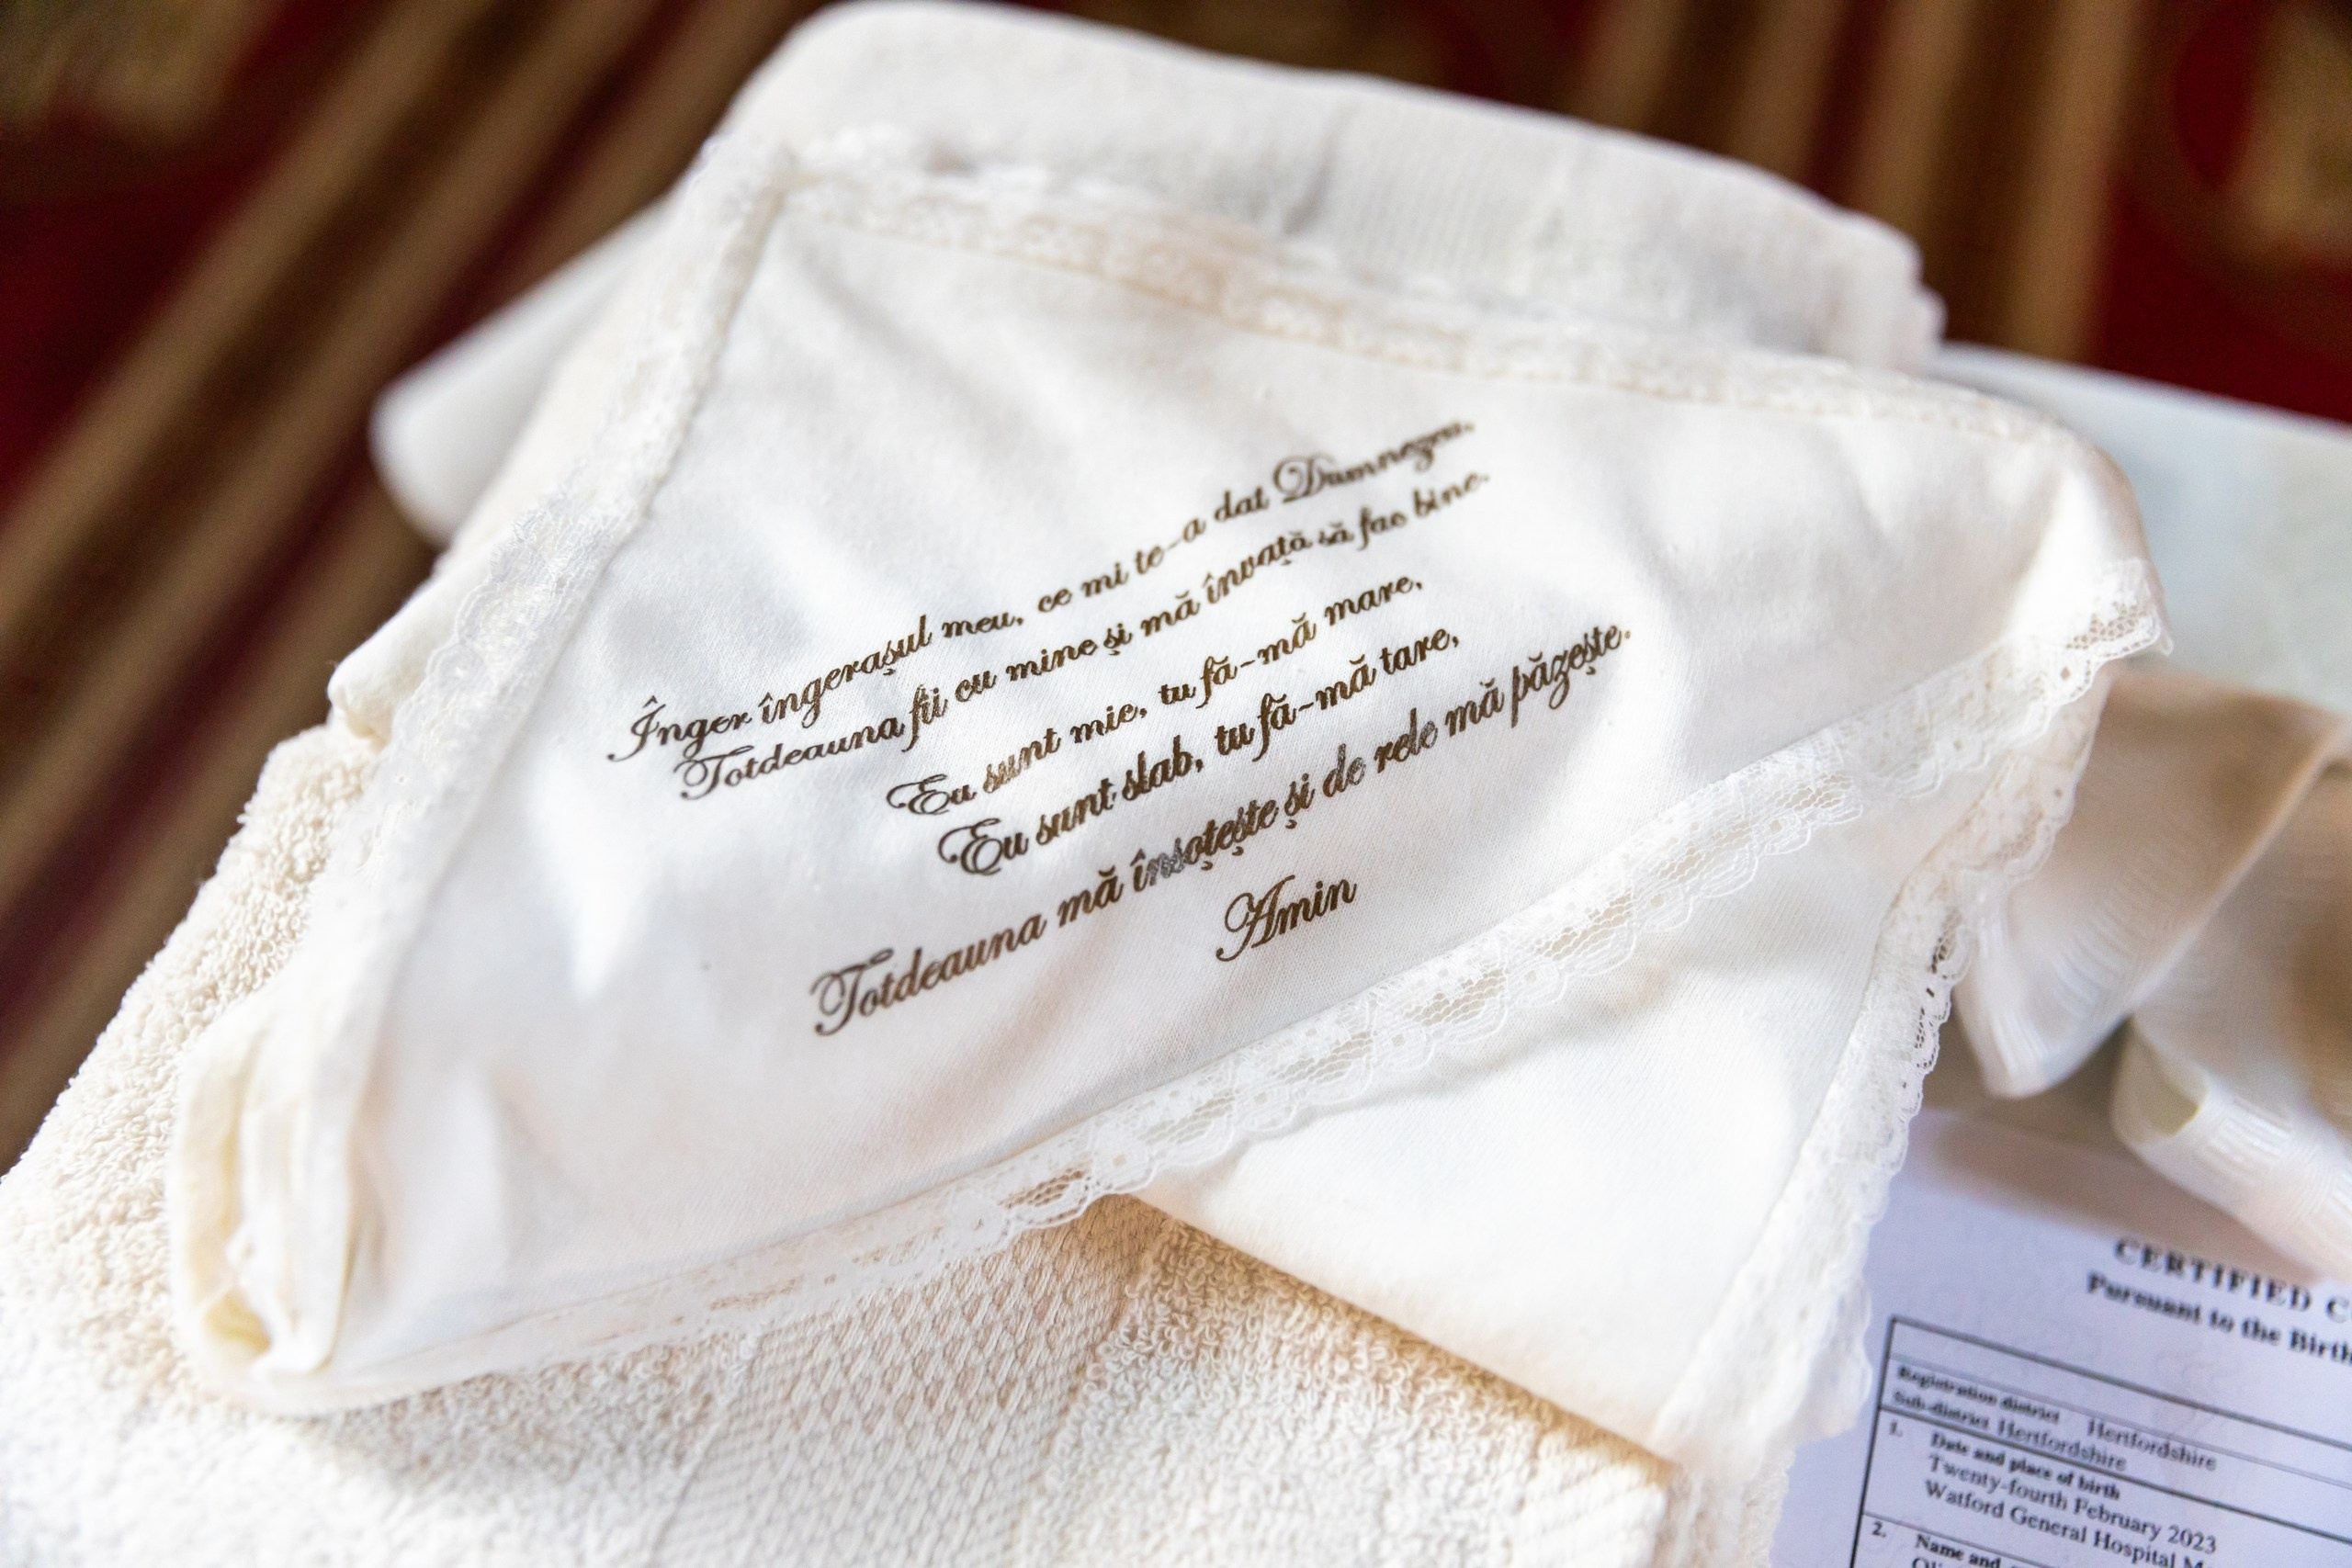 Înger îngerașul meu, ce mi te-a dat Dumnezeu,
Totdeauna fii cu mine și mă învață să fac bine.
Eu sunt mic, tu fă-mă mare,
Eu sunt slab, tu fă-mă tare,
Totdeauna mă însoțește și de rele mă păzește.
Amin
CERTIFIED C
Pursuant to the Birth
Registration district Hertfordshire
Sub-district Hertfordshire
1. Date and place of birth
Twenty-fourth February 2023
Watford General Hospital
2. Name and